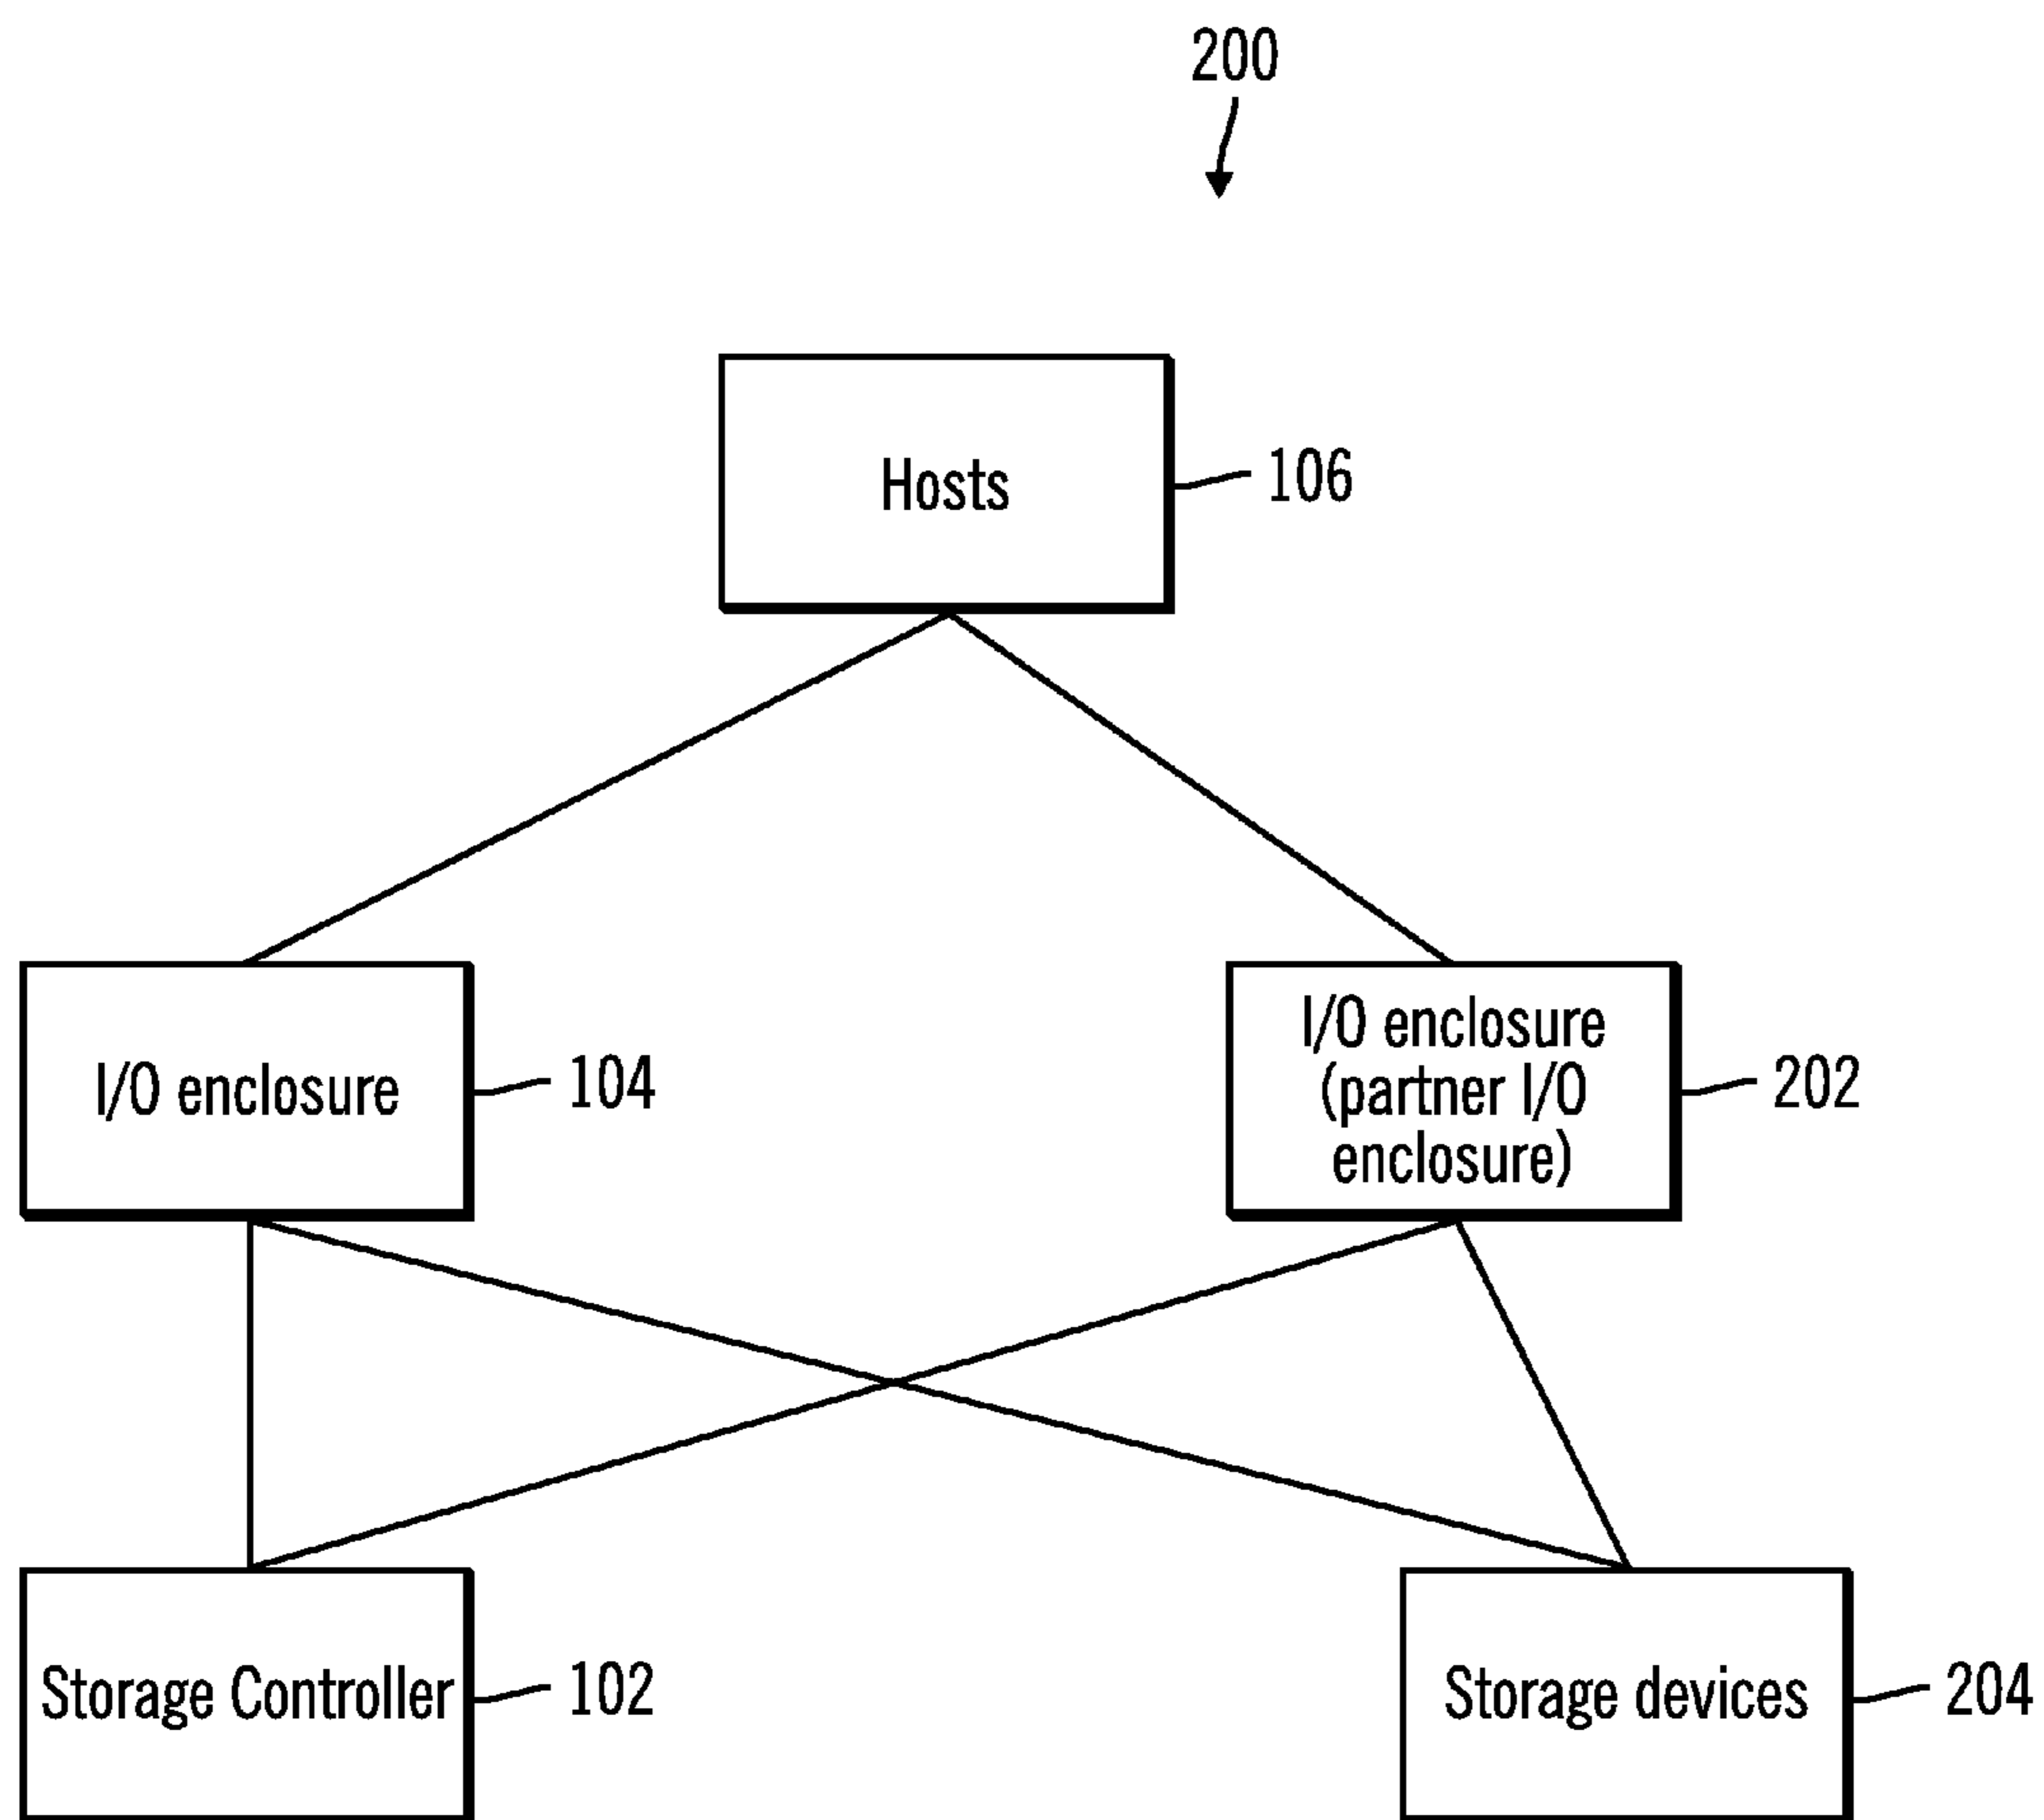 200
Hosts
106
I/O enclosure
104
I/O enclosure
(partner I/O
enclosure)
202
Storage Controller
102
Storage devices
204